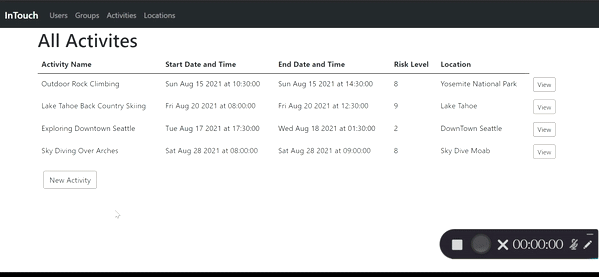 InTouch Users Groups Activities Locations
All Activites
Activity Name Start Date and Time End Date and Time Risk Level Location
Outdoor Rock Climbing Sun Aug 15 2021 at 10:30:00 Sun Aug 15 2021 at 14:30:00 8 Yosemite National Park View
Lake Tahoe Back Country Skiing Fri Aug 20 2021 at 08:00:00 Fri Aug 20 2021 at 12:30:00 9 Lake Tahoe View
Exploring Downtown Seattle Tue Aug 17 2021 at 17:30:00 Wed Aug 18 2021 at 01:30:00 2 DownTown Seattle View
Sky Diving Over Arches Sat Aug 28 2021 at 08:00:00 Sat Aug 28 2021 at 09:00:00 8 Sky Dive Moab View
New Activity
00:00:00